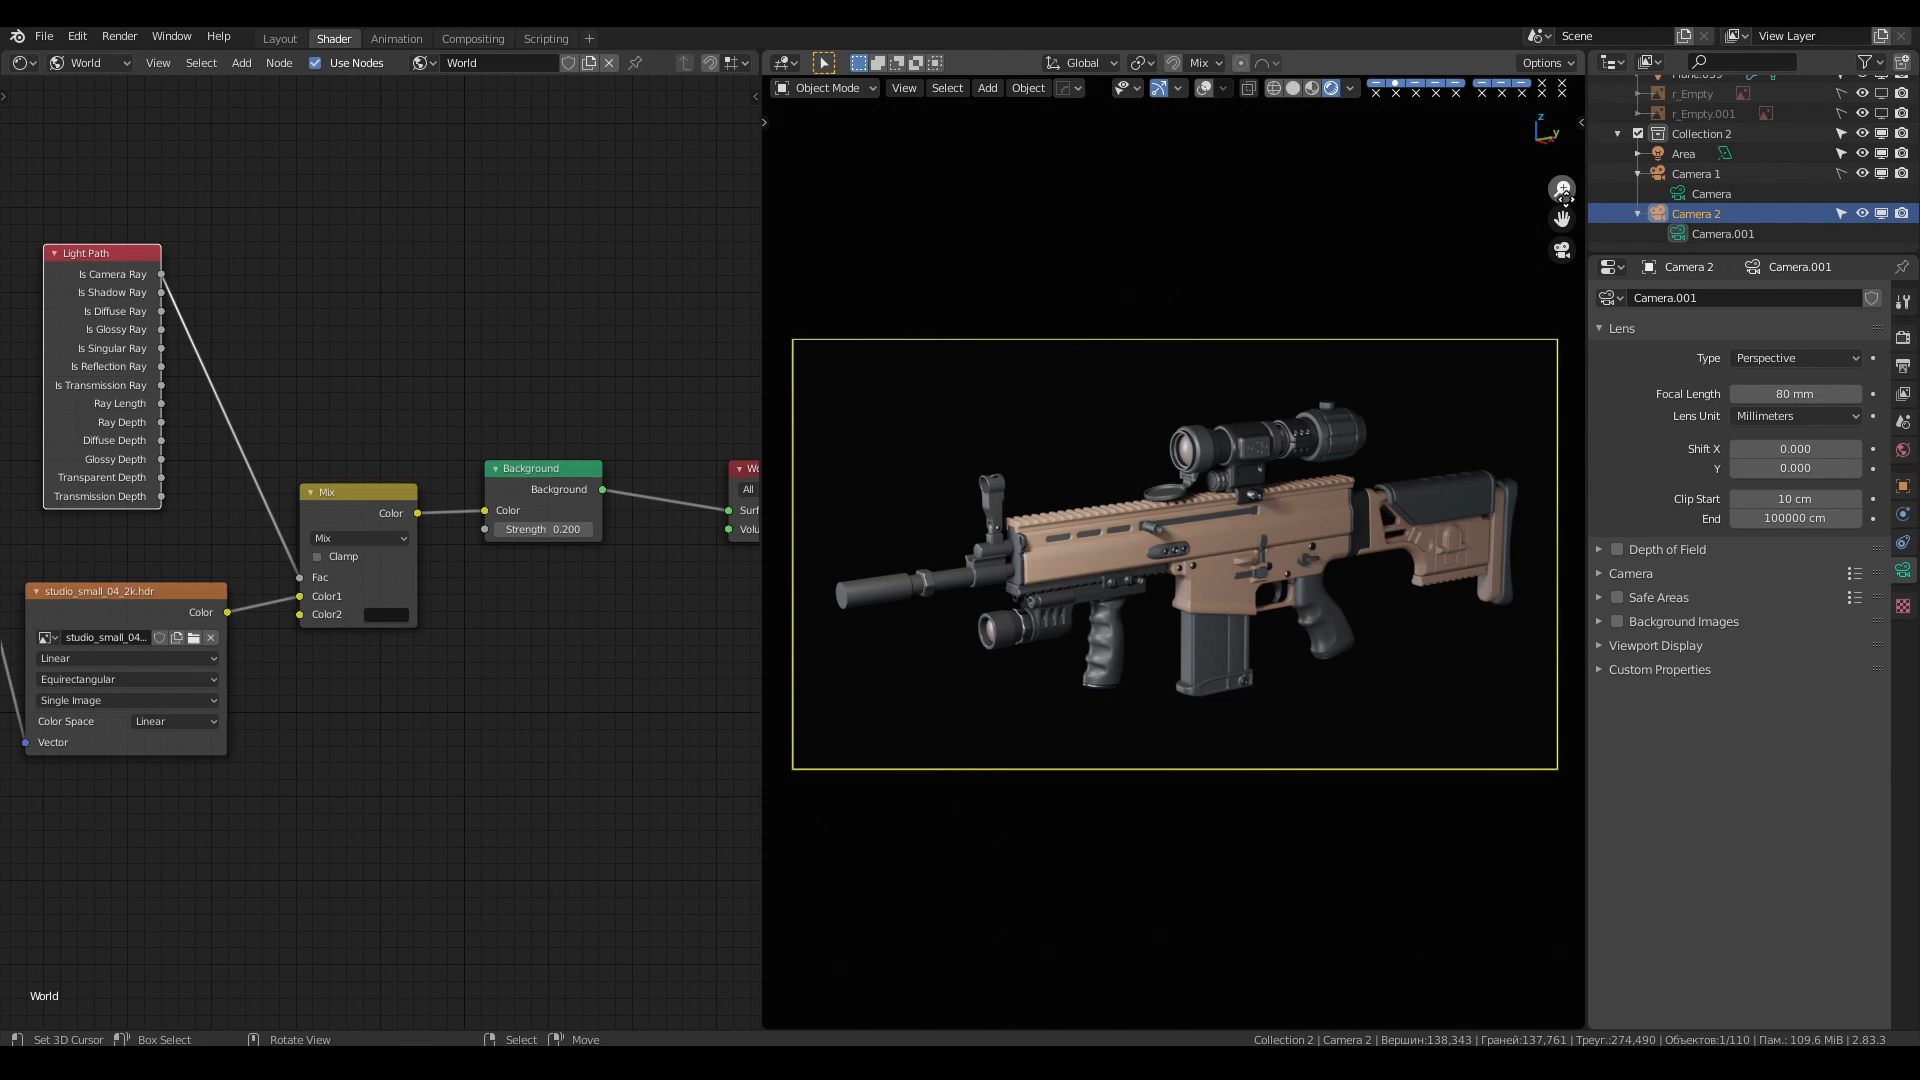 File Edit Render Window Help Layout Shader Animation Compositing Scripting Scene View Layer
World View Select Add Node Use Nodes World Global Mix Options
Object Mode View Select Add Object
r_Empty
r_Empty.001
Collection 2
Area
Camera 1
Camera
Camera 2
Camera.001
Z
Y
Light Path
Is Camera Ray
Is Shadow Ray
Is Diffuse Ray
Is Glossy Ray
Is Singular Ray
Is Reflection Ray
Is Transmission Ray
Ray Length
Ray Depth
Diffuse Depth
Glossy Depth
Transparent Depth
Transmission Depth
Mix
Color
Mix
Clamp
Fac
Color1
Color2
Background
Background
Color
Strength 0.200
All
studio_small_04_2k.hdr
Color
studio_small_04...
Linear
Equirectangular
Single Image
Color Space Linear
Vector
World
Camera 2 Camera.001
Camera.001
Lens
Type Perspective
Focal Length 80 mm
Lens Unit Millimeters
Shift X 0.000
Y 0.000
Clip Start 10 cm
End 100000 cm
Depth of Field
Camera
Safe Areas
Background Images
Viewport Display
Custom Properties
Set 3D Cursor Box Select Rotate View Select Move Collection 2 | Camera 2 | Вершин:138,343 | Граней:137,761 | Треуг.:274,490 | Объектов:1/110 | Пам.: 109.6 MiB | 2.83.3